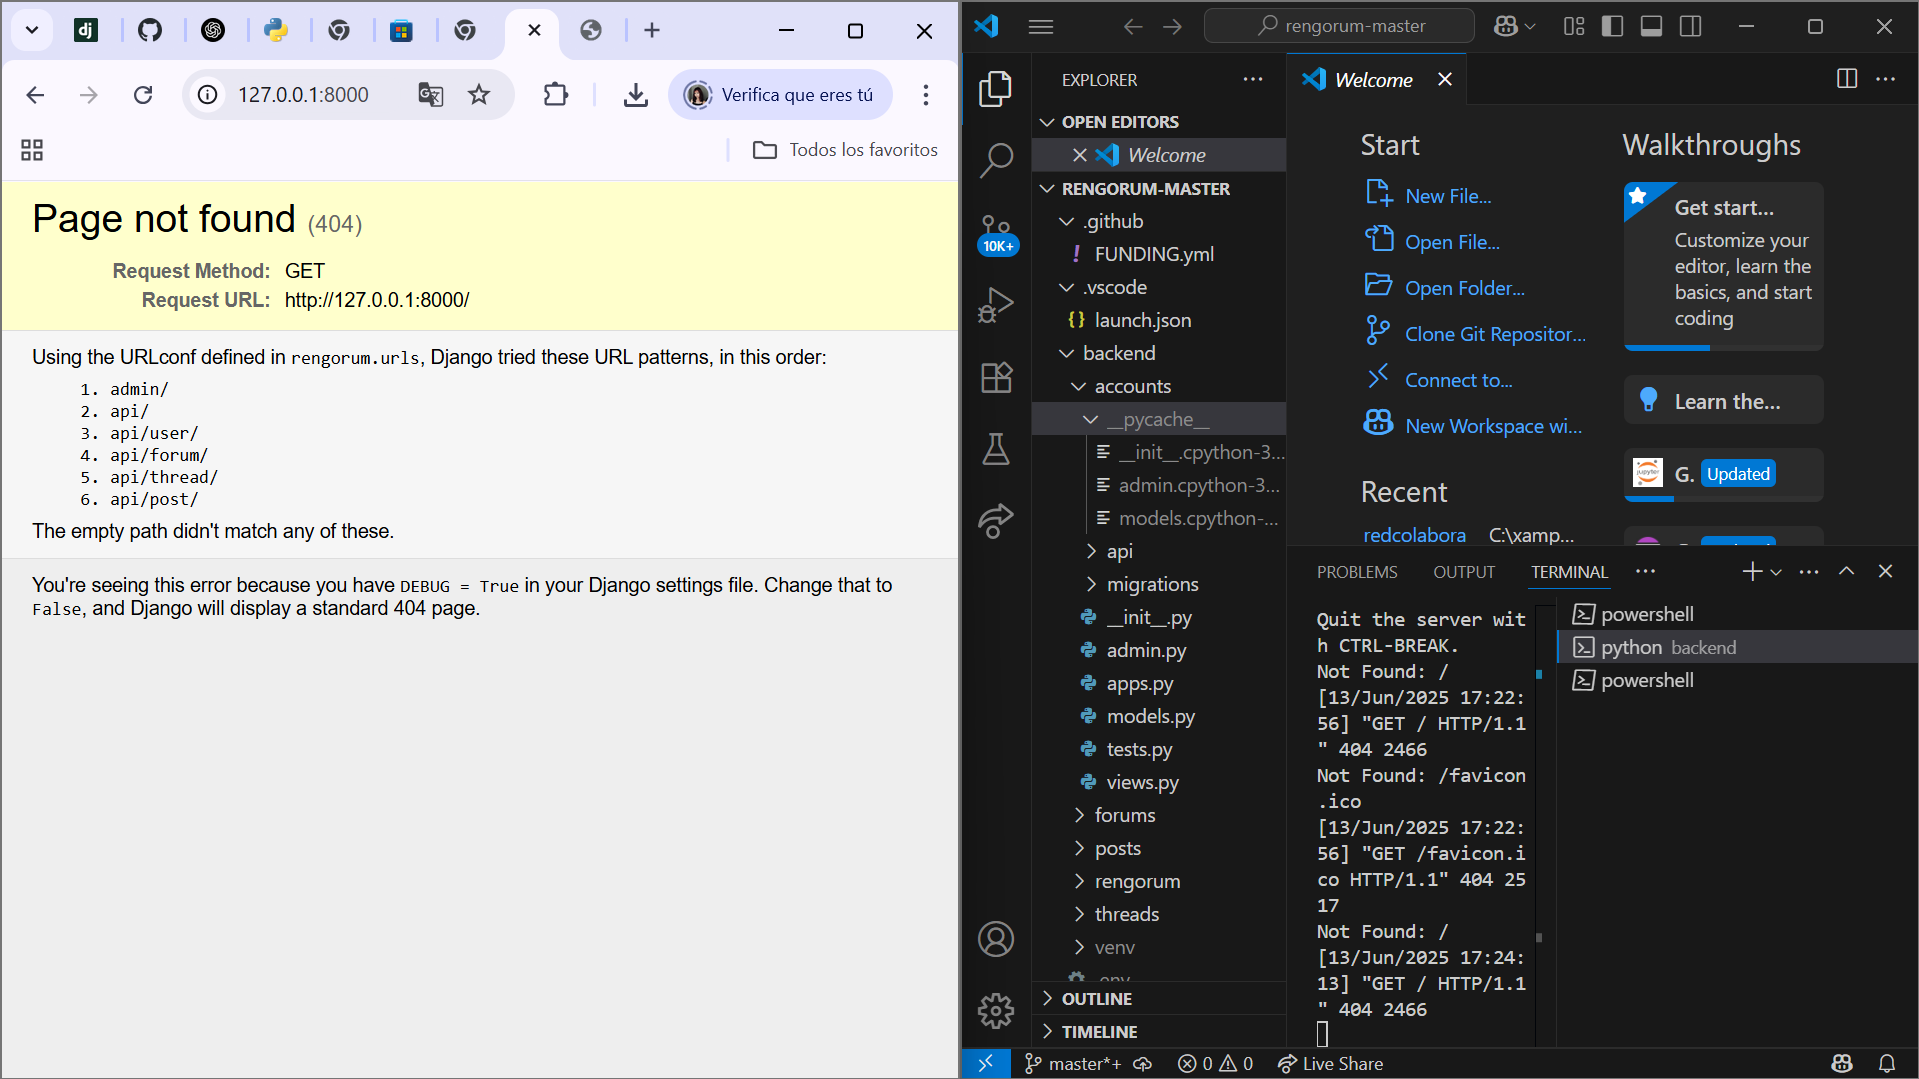 dj
127.0.0.1:8000
Verifica que eres tú
Todos los favoritos
Page not found (404)
Request Method: GET
Request URL: http://127.0.0.1:8000/
Using the URLconf defined in rengorum.urls, Django tried these URL patterns, in this order:
1. admin/
2. api/
3. api/user/
4. api/forum/
5. api/thread/
6. api/post/
The empty path didn't match any of these.
You're seeing this error because you have DEBUG = True in your Django settings file. Change that to
False, and Django will display a standard 404 page.
rengorum-master
10K+
EXPLORER
OPEN EDITORS
Welcome
RENGORUM-MASTER
.github
! FUNDING.yml
.vscode
{} launch.json
backend
accounts
__pycache__
__init__.cpython-3...
admin.cpython-3...
models.cpython-...
api
migrations
__init__.py
admin.py
apps.py
models.py
tests.py
views.py
forums
posts
rengorum
threads
venv
.env
OUTLINE
TIMELINE
Welcome
Start
New File...
Open File...
Open Folder...
Clone Git Repositor...
Connect to...
New Workspace wi...
Recent
redcolabora C:\xamp...
Walkthroughs
Get start...
Customize your
editor, learn the
basics, and start
coding
Learn the...
jupyter
G. Updated
PROBLEMS OUTPUT TERMINAL
Quit the server wit
h CTRL-BREAK.
Not Found: /
[13/Jun/2025 17:22:
56] "GET / HTTP/1.1
" 404 2466
Not Found: /favicon
.ico
[13/Jun/2025 17:22:
56] "GET /favicon.i
co HTTP/1.1" 404 25
17
Not Found: /
[13/Jun/2025 17:24:
13] "GET / HTTP/1.1
" 404 2466
powershell
python backend
powershell
master*+ 0 0 Live Share